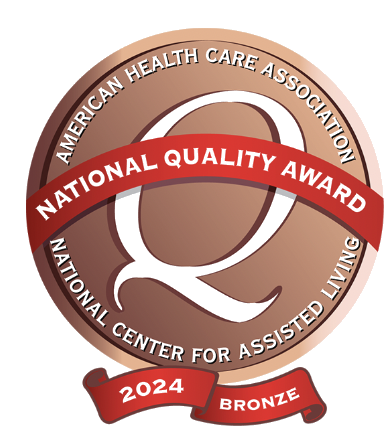 AMERICAN HEALTH CARE ASSOCIATION
Q
NATIONAL QUALITY AWARD
NATIONAL CENTER FOR ASSISTED LIVING
2024
BRONZE